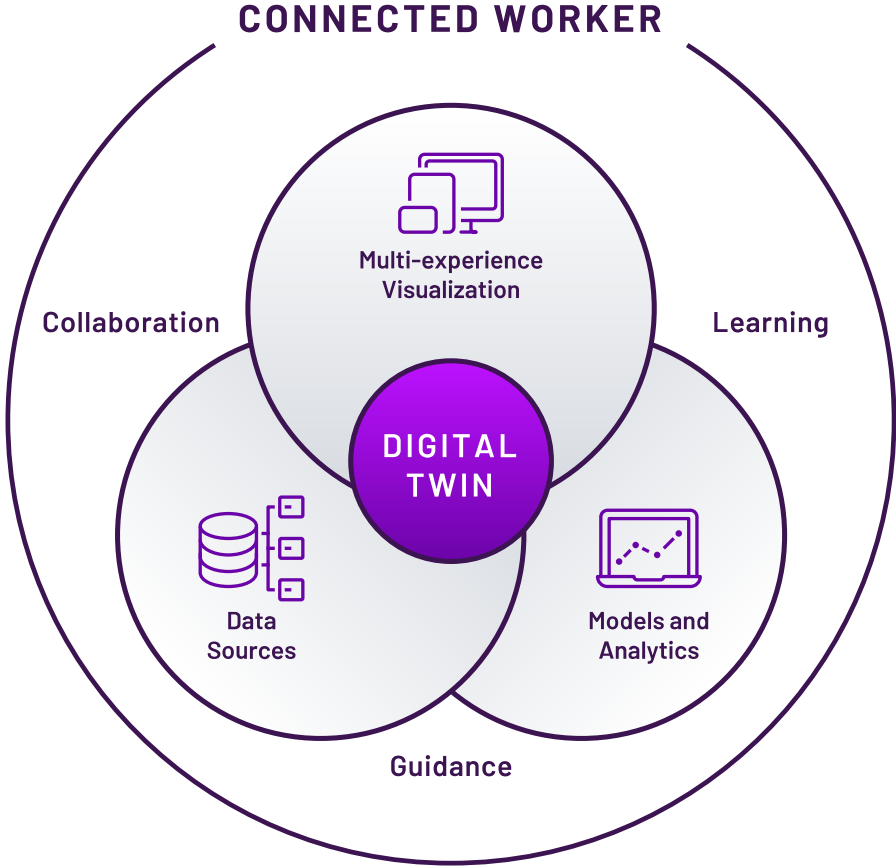 CONNECTED WORKER
Multi-experience
Visualization
Collaboration
Learning
DIGITAL
TWIN
Data
Sources
Models and
Analytics
Guidance